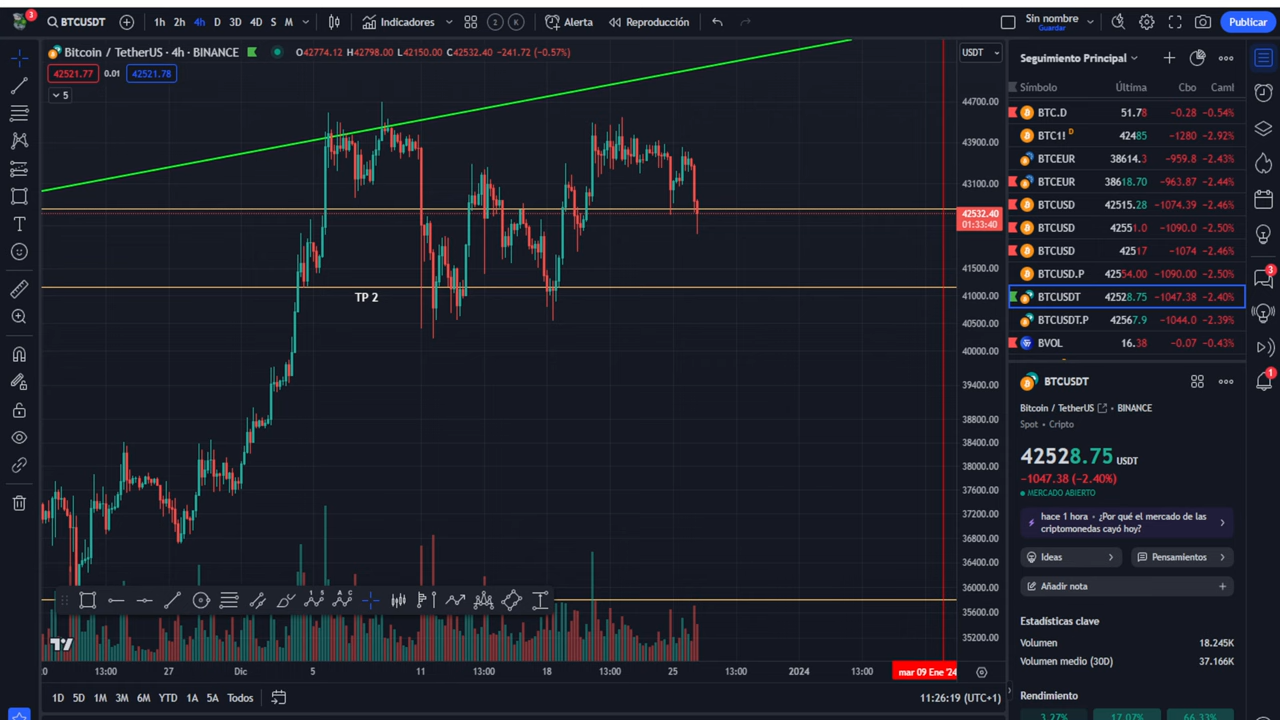 3 BTCUSDT 1h 2h 4h D 3D 4D S M Indicadores 2 K Alerta Reproducción Sin nombre Guardar Publicar
Bitcoin / TetherUS · 4h · BINANCE O42774.12 H42798.00 L42150.00 C42532.40 −241.72 (−0.57%)
42521.77 0.01 42521.78
5
USDT
44700.00
43900.00
43100.00
42532.40
01:33:40
41500.00
41000.00
40500.00
40000.00
39400.00
38800.00
38400.00
38000.00
37600.00
37200.00
36800.00
36400.00
36000.00
35600.00
35200.00
TP 2
13:00 27 Dic 5 11 13:00 18 13:00 25 13:00 2024 13:00 mar 09 Ene '24
1D 5D 1M 3M 6M YTD 1A 5A Todos
11:26:19 (UTC+1)
Seguimiento Principal
Símbolo Última Cbo Caml
BTC.D 51.78 −0.28 −0.54%
BTC1! D 42485 −1280 −2.92%
BTCEUR 38614.3 −959.8 −2.43%
BTCEUR 38618.70 −963.87 −2.44%
BTCUSD 42515.28 −1074.39 −2.46%
BTCUSD 42551.0 −1090.0 −2.50%
BTCUSD 42517 −1074 −2.46%
BTCUSD.P 42554.00 −1090.00 −2.50%
BTCUSDT 42528.75 −1047.38 −2.40%
BTCUSDT.P 42567.9 −1044.0 −2.39%
BVOL 16.38 −0.07 −0.43%
BTCUSDT
Bitcoin / TetherUS · BINANCE
Spot · Cripto
42528.75 USDT
−1047.38 (−2.40%)
MERCADO ABIERTO
hace 1 hora · ¿Por qué el mercado de las
criptomonedas cayó hoy?
Ideas Pensamientos
Añadir nota
Estadísticas clave
Volumen 18.245K
Volumen medio (30D) 37.166K
Rendimiento
3.27% 17.07% 66.33%
3
1